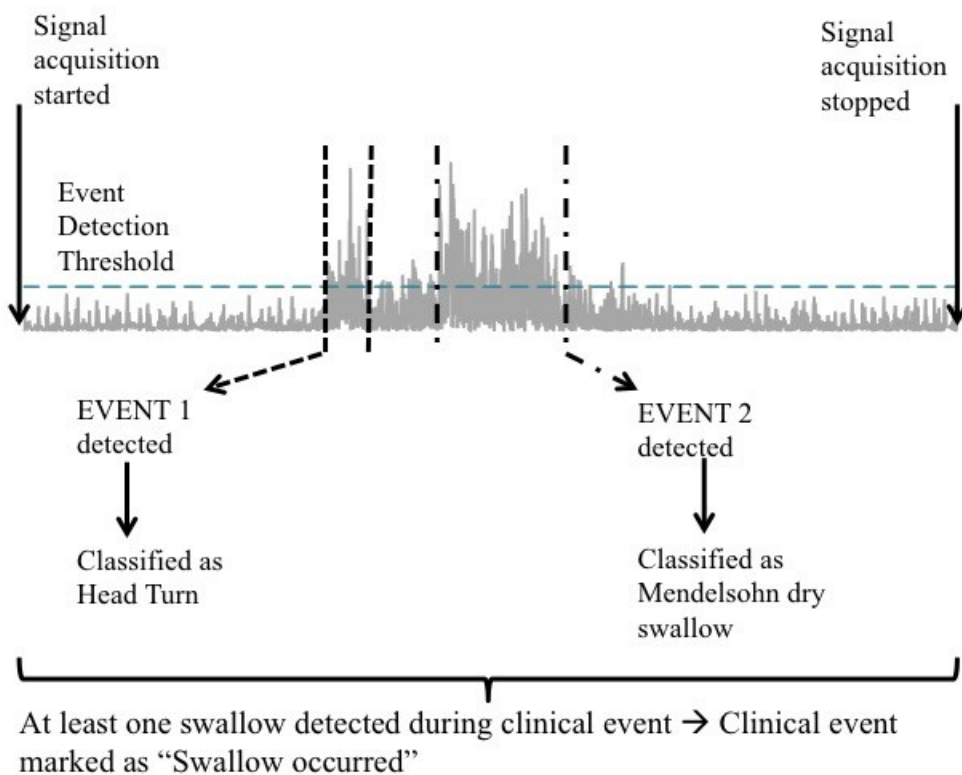 Signal
acquisition
started
Signal
acquisition
stopped
Event
Detection
Threshold
EVENT 1
detected
EVENT 2
detected
Classified as
Head Turn
Classified as
Mendelsohn dry
swallow
At least one swallow detected during clinical event → Clinical event
marked as “Swallow occurred”